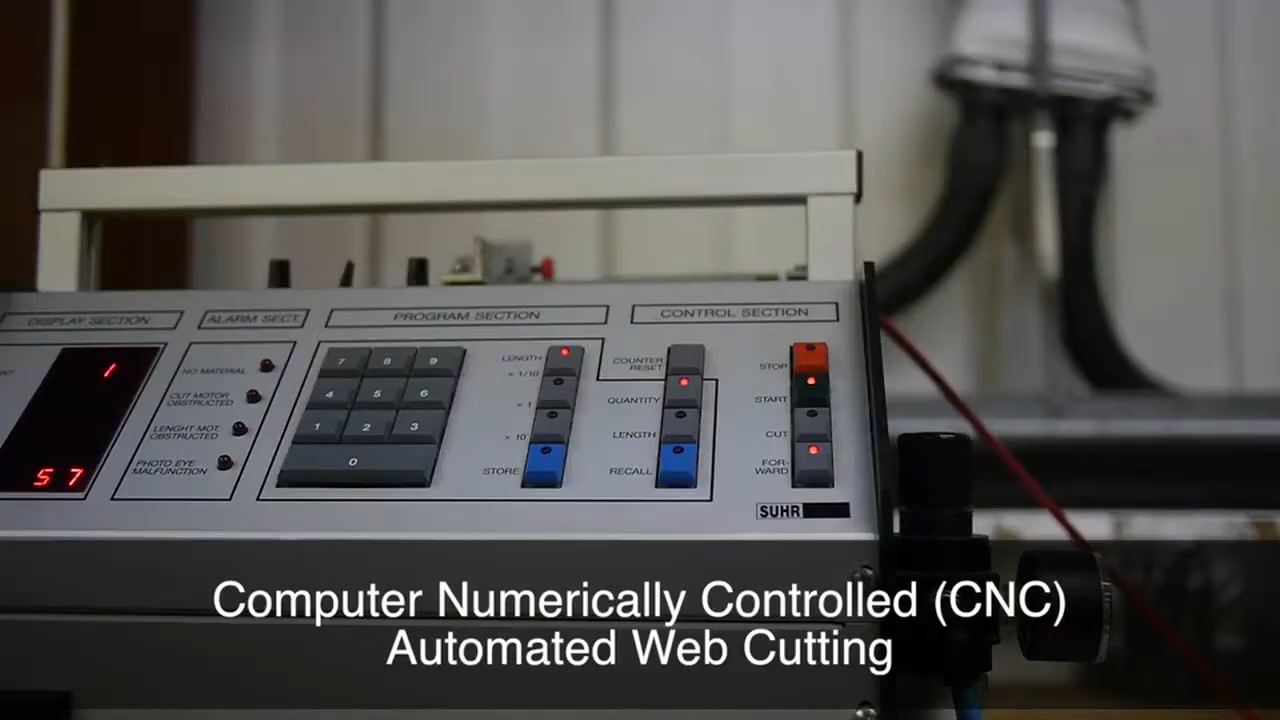 DISPLAY SECTION
ALARM SECT.
PROGRAM SECTION
CONTROL SECTION
1
57
NO MATERIAL
CUT MOTOR
OBSTRUCTED
LENGHT MOT.
OBSTRUCTED
PHOTO EYE
MALFUNCTION
7 8 9
4 5 6
1 2 3
0
LENGTH
× 1/10
× 1
× 10
STORE
COUNTER
RESET
QUANTITY
LENGTH
RECALL
STOP
START
CUT
FOR-
WARD
SUHR
Computer Numerically Controlled (CNC)
Automated Web Cutting